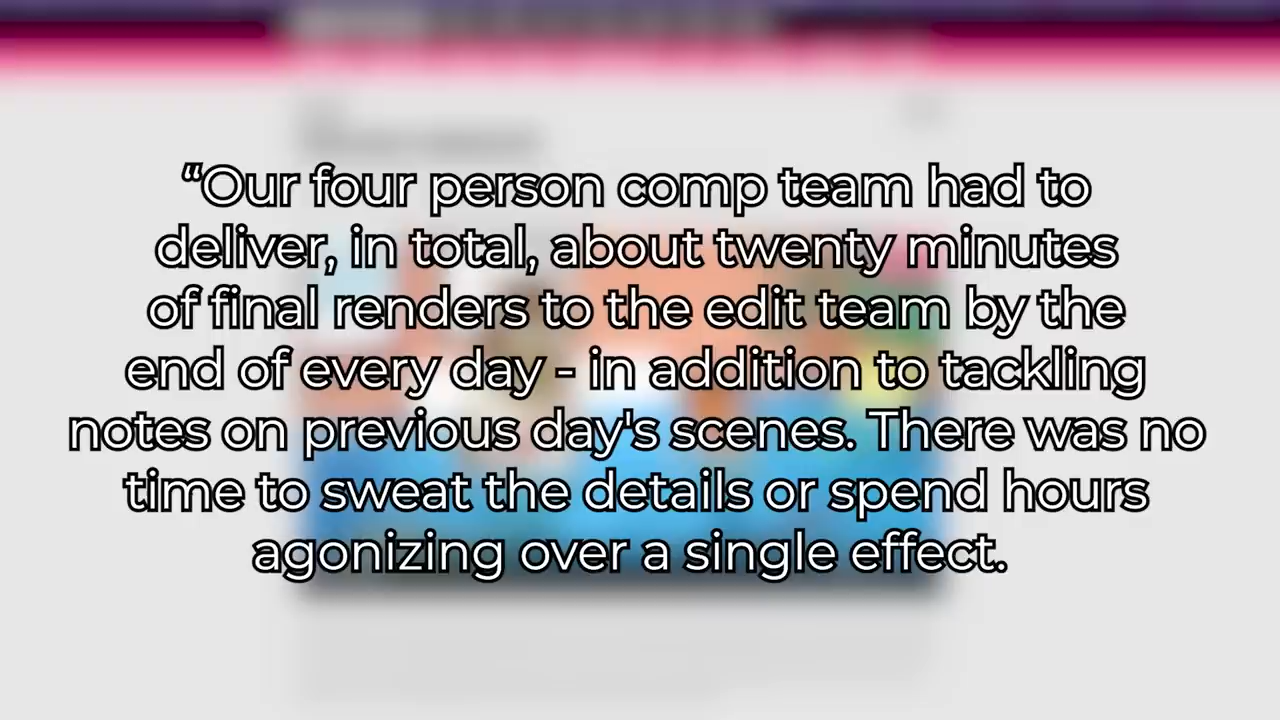 “Our four person comp team had to
deliver, in total, about twenty minutes
of final renders to the edit team by the
end of every day - in addition to tackling
notes on previous day's scenes. There was no
time to sweat the details or spend hours
agonizing over a single effect.